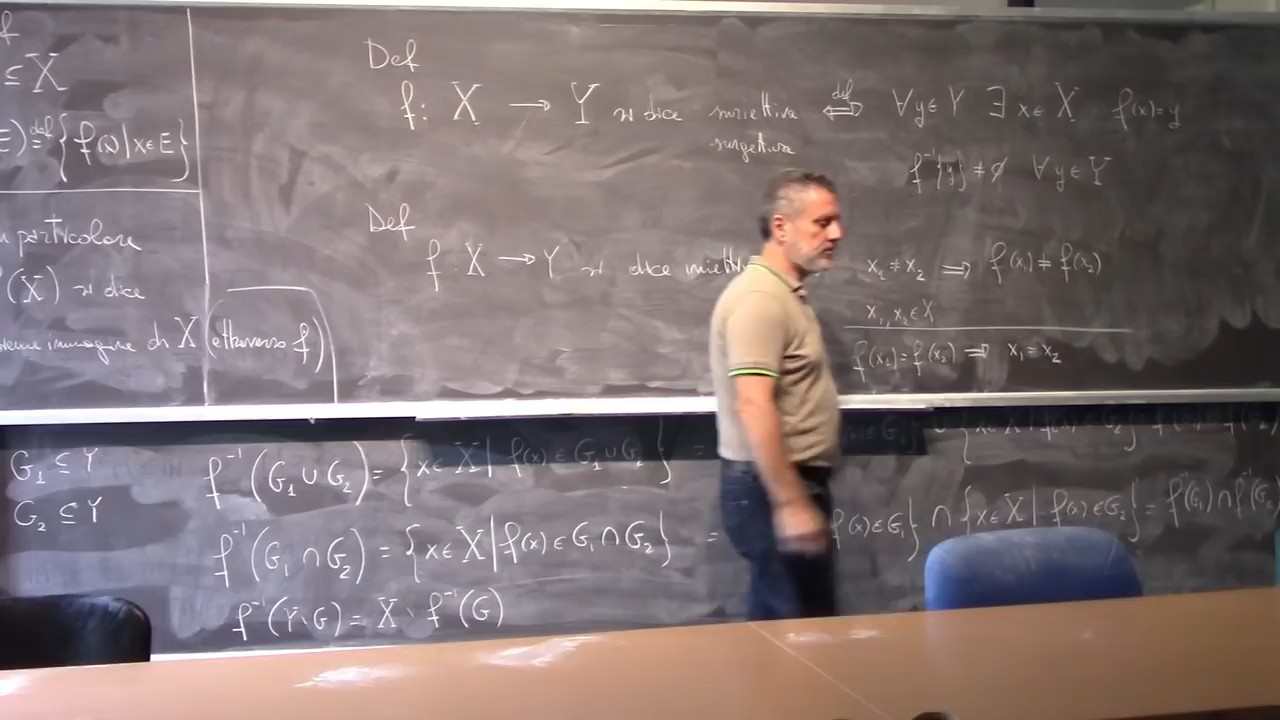 f
⊆ X
E) def= {f(x) | x ∈ E}
particolare
(X) si dice
immagine di X (attraverso f)
Def
f: X → Y si dice suriettiva ⇔def ∀ y ∈ Y ∃ x ∈ X f(x) = y
surgettiva
f⁻¹{y} ≠ ∅ ∀ y ∈ Y
Def
f: X → Y si dice iniettiv
x₁ ≠ x₂ ⇒ f(x₁) ≠ f(x₂)
x₁, x₂ ∈ X
f(x₁) = f(x₂) ⇒ x₁ = x₂
G₁ ⊆ Y
G₂ ⊆ Y
f⁻¹(G₁ ∪ G₂) = {x ∈ X | f(x) ∈ G₁ ∪ G₂} =
f⁻¹(G₁ ∩ G₂) = {x ∈ X | f(x) ∈ G₁ ∩ G₂} = f(x) ∈ G₁} ∩ {x ∈ X | f(x) ∈ G₂} = f⁻¹(G₁) ∩ f⁻¹(G₂
f⁻¹(Y \ G) = X \ f⁻¹(G)